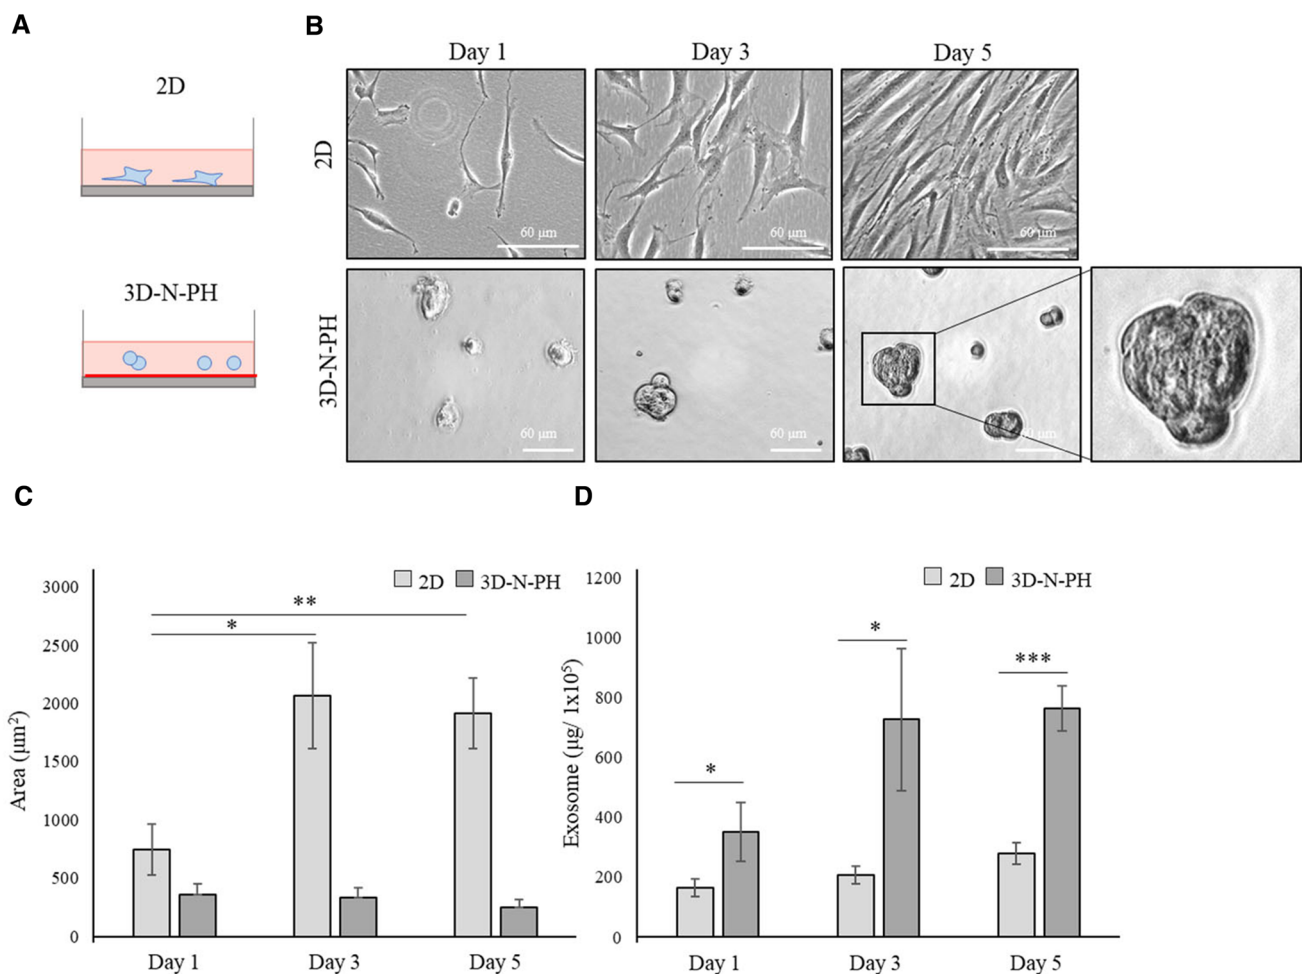 A
B
2D
3D-N-PH
Day 1
Day 3
Day 5
2D
60 μm
60 μm
60 μm
3D-N-PH
60 μm
60 μm
60 μm
C
D
3000
2500
2000
1500
1000
500
0
Area (μm²)
2D
3D-N-PH
**
*
Day 1
Day 3
Day 5
1200
1000
800
600
400
200
0
Exosome (μg/ 1x10⁵)
2D
3D-N-PH
*
*
***
Day 1
Day 3
Day 5